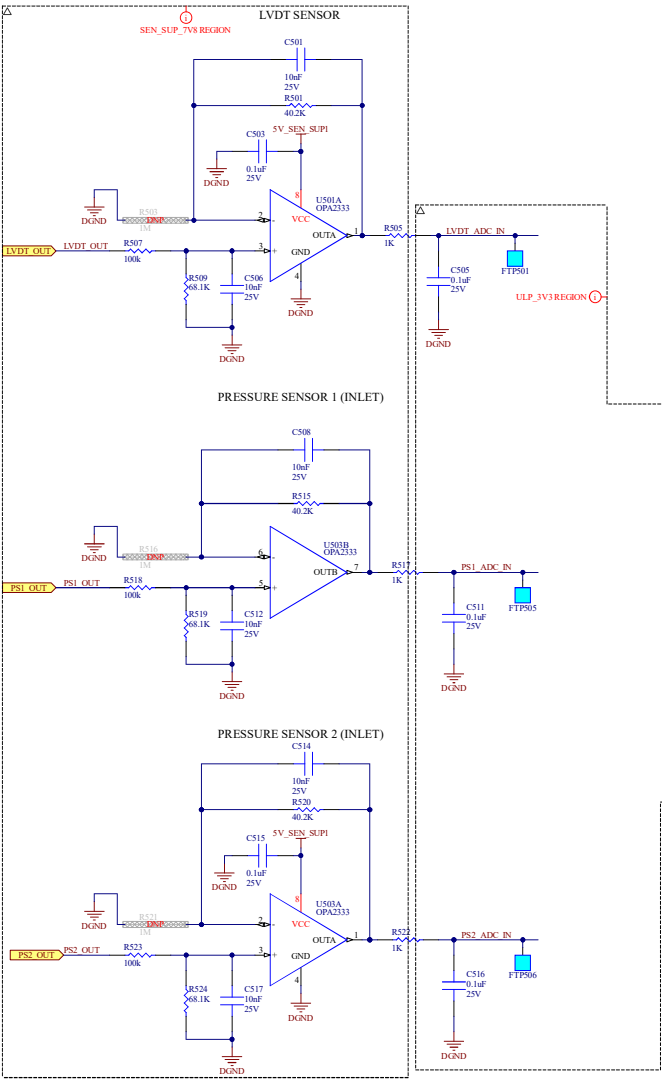 LVDT SENSOR
SEN_SUP_7V8 REGION
C501
10nF
25V
R501
40.2K
5V_SEN_SUP1
C503
0.1uF
25V
DGND
8
U501A
OPA2333
VCC
R503
DNP
1M
DGND
2
-
OUTA
1
R505
1K
LVDT_ADC_IN
LVDT_OUT
LVDT_OUT
R507
100k
3
+
GND
4
FTP501
R509
68.1K
C506
10nF
25V
DGND
C505
0.1uF
25V
ULP_3V3 REGION
DGND
DGND
PRESSURE SENSOR 1 (INLET)
C508
10nF
25V
R515
40.2K
R516
DNP
1M
DGND
6
-
U503B
OPA2333
OUTB
7
R517
1K
PS1_ADC_IN
PS1_OUT
PS1_OUT
R518
100k
5
+
FTP505
R519
68.1K
C512
10nF
25V
C511
0.1uF
25V
DGND
DGND
PRESSURE SENSOR 2 (INLET)
C514
10nF
25V
R520
40.2K
5V_SEN_SUP1
C515
0.1uF
25V
DGND
8
U503A
OPA2333
VCC
R521
DNP
1M
DGND
2
-
OUTA
1
R522
1K
PS2_ADC_IN
PS2_OUT
PS2_OUT
R523
100k
3
+
GND
4
FTP506
R524
68.1K
C517
10nF
25V
DGND
C516
0.1uF
25V
DGND
DGND